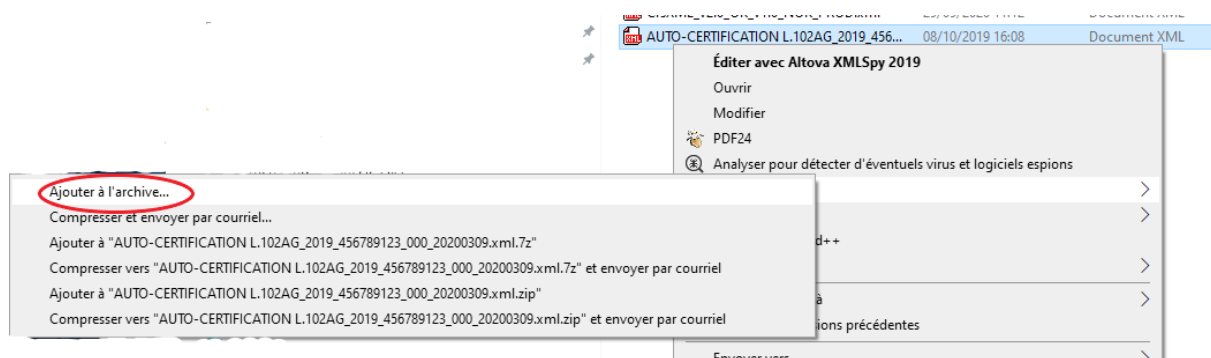 AUTO-CERTIFICATION L.102AG_2019_456... 08/10/2019 16:08 Document XML
Éditer avec Altova XMLSpy 2019
Ouvrir
Modifier
PDF24
Analyser pour détecter d'éventuels virus et logiciels espions
Ajouter à l'archive...
Compresser et envoyer par courriel...
Ajouter à "AUTO-CERTIFICATION L.102AG_2019_456789123_000_20200309.xml.7z"
d++
Compresser vers "AUTO-CERTIFICATION L.102AG_2019_456789123_000_20200309.xml.7z" et envoyer par courriel
Ajouter à "AUTO-CERTIFICATION L.102AG_2019_456789123_000_20200309.xml.zip"
à
Compresser vers "AUTO-CERTIFICATION L.102AG_2019_456789123_000_20200309.xml.zip" et envoyer par courriel
ions précédentes
Envoyer vers